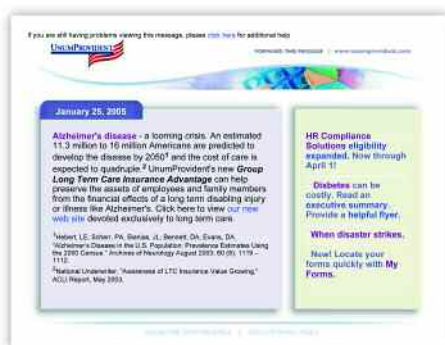 If you are still having problems viewing this message, please click here for additional help
UNUMPROVIDENT
FORWARD THIS MESSAGE | www.unumprovident.com
January 25, 2005
Alzheimer's disease - a looming crisis. An estimated
11.3 million to 16 million Americans are predicted to
develop the disease by 2050¹ and the cost of care is
expected to quadruple.² UnumProvident's new Group
Long Term Care Insurance Advantage can help
preserve the assets of employees and family members
from the financial effects of a long term disabling injury
or illness like Alzheimer's. Click here to view our new
web site devoted exclusively to long term care.
¹Hebert, LE, Scherr, PA, Bienias, JL, Bennett, DA, Evans, DA.
"Alzheimer's Disease in the U.S. Population: Prevalence Estimates Using
the 2000 Census." Archives of Neurology August 2003; 60 (8); 1119 –
1112.
²National Underwriter, "Awareness of LTC Insurance Value Growing,"
ACLI Report, May 2003.
HR Compliance
Solutions eligibility
expanded. Now through
April 1!
Diabetes can be
costly. Read an
executive summary
Provide a helpful flyer.
When disaster strikes.
New! Locate your
forms quickly with My
Forms.